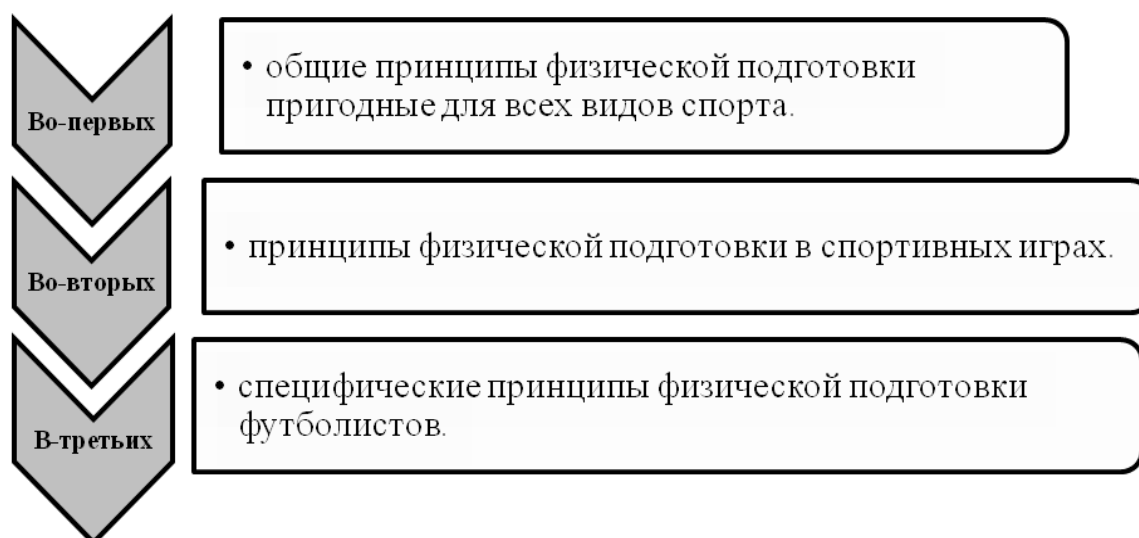 Во-первых
• общие принципы физической подготовки
пригодные для всех видов спорта.
Во-вторых
• принципы физической подготовки в спортивных играх.
В-третьих
• специфические принципы физической подготовки
футболистов.